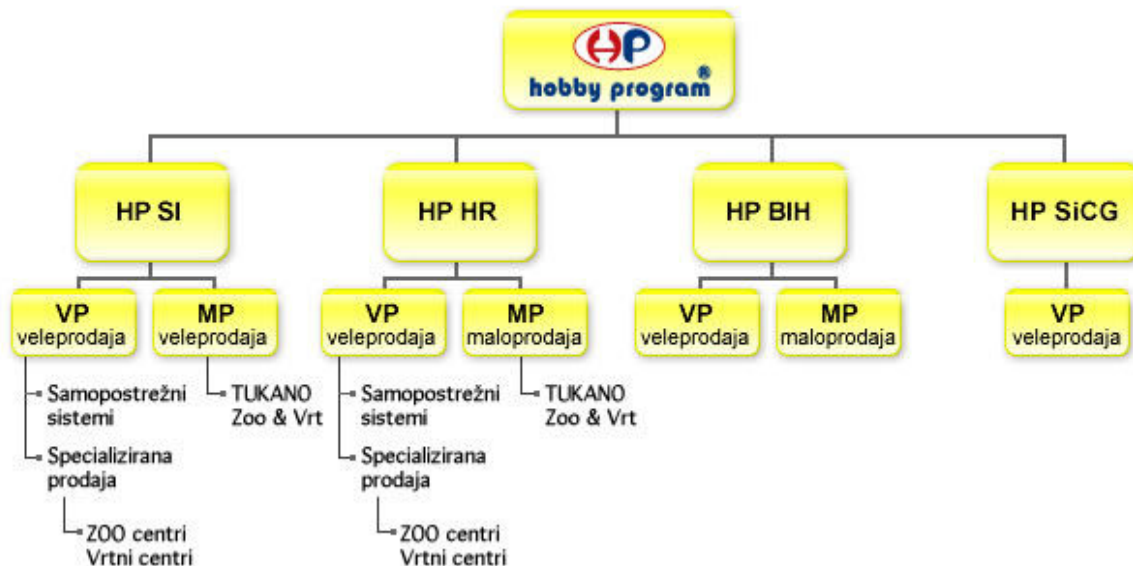 HP
hobby program®
HP SI
HP HR
HP BIH
HP SiCG
VP
veleprodaja
MP
veleprodaja
VP
veleprodaja
MP
maloprodaja
VP
veleprodaja
MP
maloprodaja
VP
veleprodaja
Samopostrežni
sistemi
TUKANO
Zoo & Vrt
Specializirana
prodaja
ZOO centri
Vrtni centri
Samopostrežni
sistemi
TUKANO
Zoo & Vrt
Specializirana
prodaja
ZOO centri
Vrtni centri